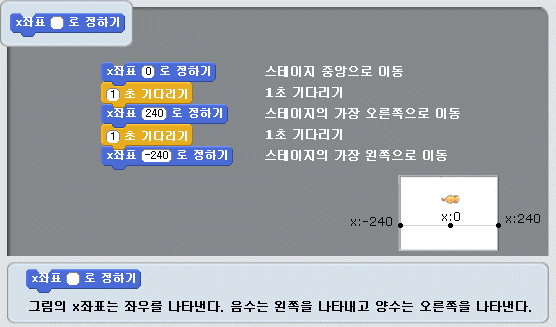 x좌표 로 정하기
x좌표 0 로 정하기 스테이지 중앙으로 이동
1 초 기다리기 1초 기다리기
x좌표 240 로 정하기 스테이지의 가장 오른쪽으로 이동
1 초 기다리기 1초 기다리기
x좌표 -240 로 정하기 스테이지의 가장 왼쪽으로 이동
x:-240 x:0 x:240
x좌표 로 정하기
그림의 x좌표는 좌우를 나타낸다. 음수는 왼쪽을 나타내고 양수는 오른쪽을 나타낸다.